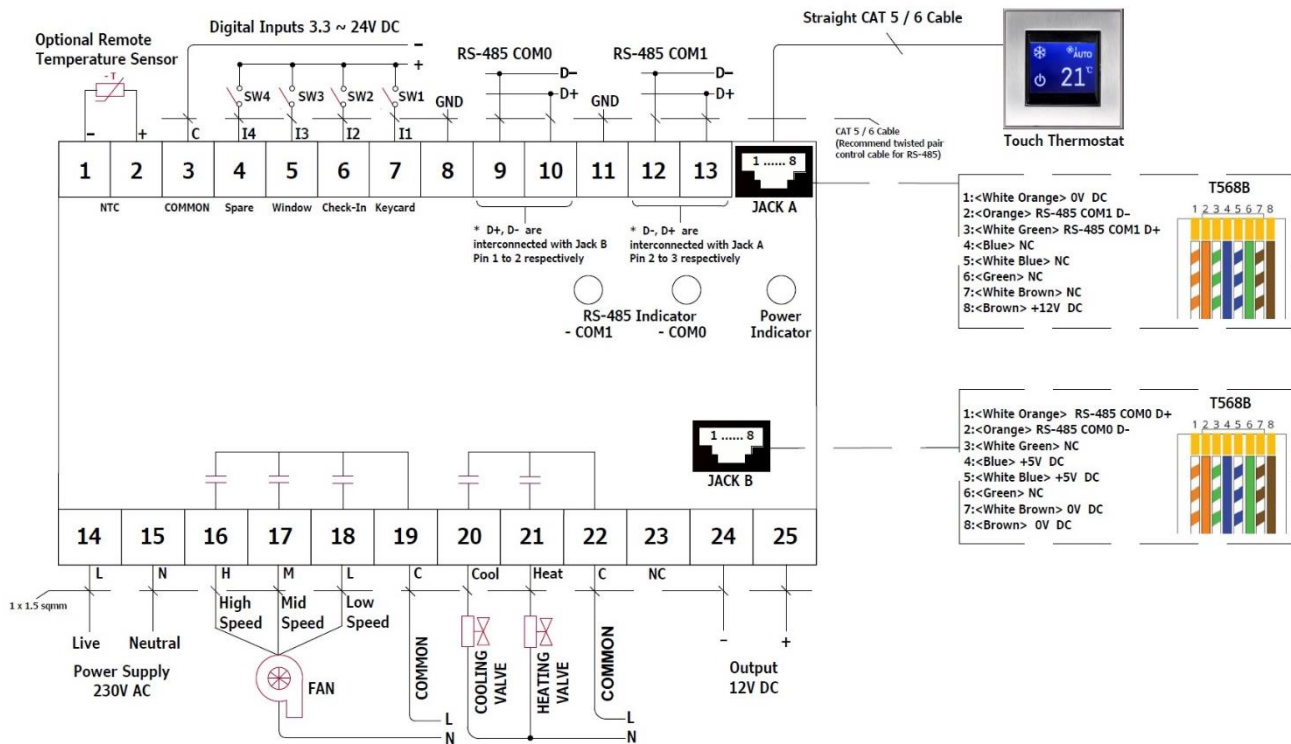 Optional Remote
Temperature Sensor
- T
−
+
Digital Inputs 3.3 ~ 24V DC
−
+
SW4
SW3
SW2
SW1
C
I4
I3
I2
I1
GND
RS-485 COM0
D−
D+
GND
RS-485 COM1
D−
D+
Straight CAT 5 / 6 Cable
AUTO
21°C
Touch Thermostat
CAT 5 / 6 Cable
(Recommend twisted pair
control cable for RS-485)
1 2 3 4 5 6 7 8 9 10 11 12 13
1 ...... 8
JACK A
NTC
COMMON
Spare
Window
Check-In
Keycard
* D+, D- are
interconnected with Jack B
Pin 1 to 2 respectively
* D-, D+ are
interconnected with Jack A
Pin 2 to 3 respectively
RS-485 Indicator
- COM1
- COM0
Power
Indicator
1:<White Orange> 0V DC
2:<Orange> RS-485 COM1 D−
3:<White Green> RS-485 COM1 D+
4:<Blue> NC
5:<White Blue> NC
6:<Green> NC
7:<White Brown> NC
8:<Brown> +12V DC
T568B
1 2 3 4 5 6 7 8
1 ...... 8
JACK B
1:<White Orange> RS-485 COM0 D+
2:<Orange> RS-485 COM0 D-
3:<White Green> NC
4:<Blue> +5V DC
5:<White Blue> +5V DC
6:<Green> NC
7:<White Brown> 0V DC
8:<Brown> 0V DC
T568B
1 2 3 4 5 6 7 8
14 15 16 17 18 19 20 21 22 23 24 25
L
N
H
M
L
C
Cool
Heat
C
NC
1 x 1.5 sqmm
Live
Neutral
Power Supply
230V AC
High
Speed
Mid
Speed
Low
Speed
FAN
COMMON
L
N
COOLING
VALVE
HEATING
VALVE
COMMON
L
N
−
+
Output
12V DC